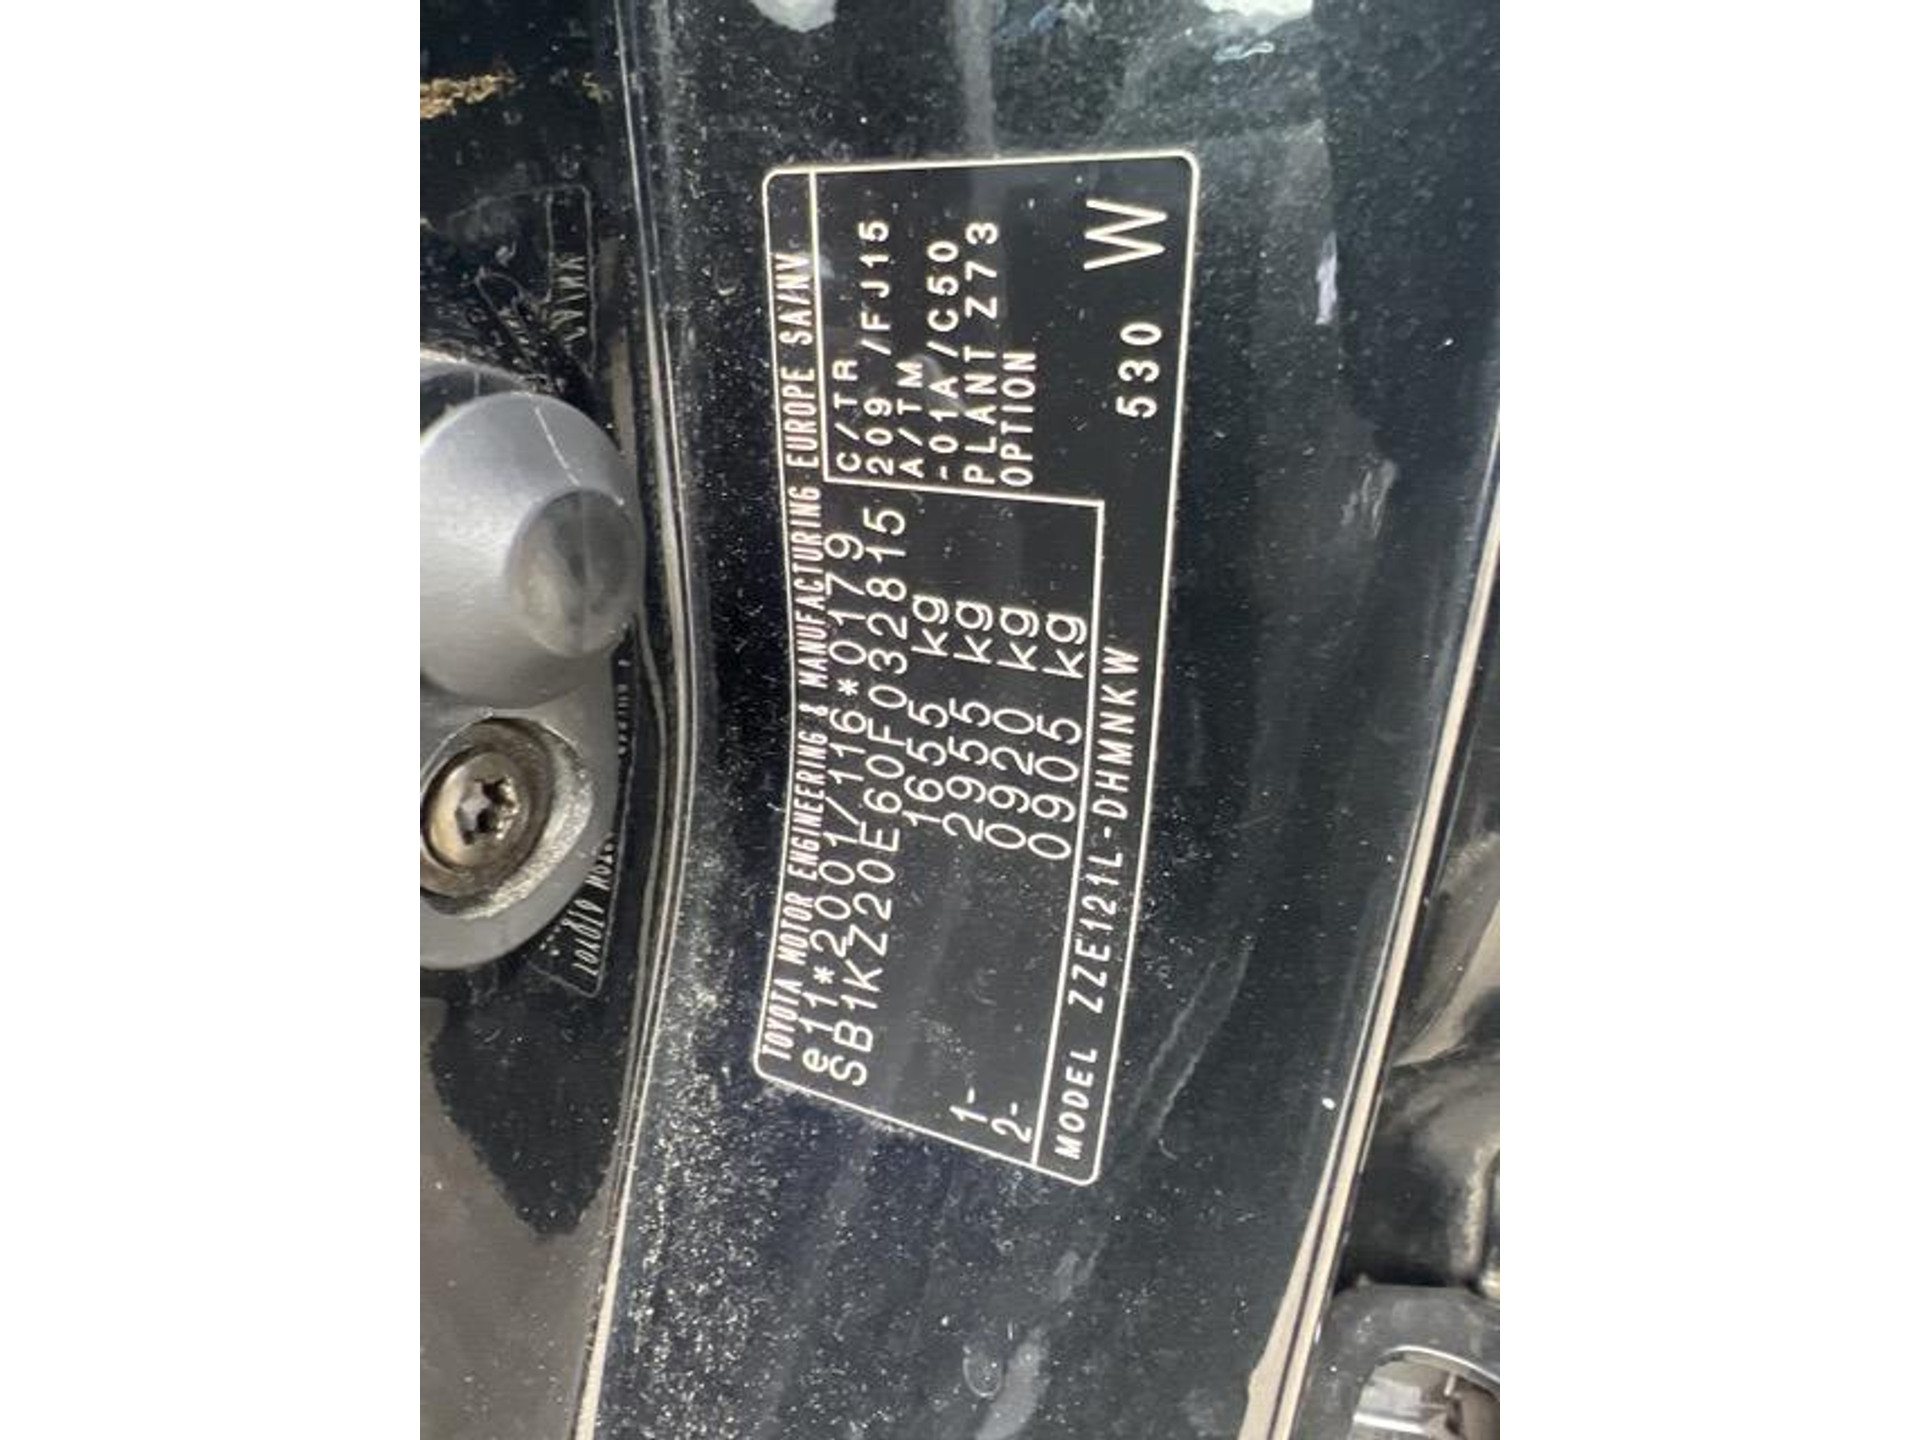 TOYOTA MOTOR ENGINEERING & MANUFACTURING EUROPE SA/NV
e11*2001/116*0179
SB1KZ20E60F032815
1655 kg
2955 kg
1- 0920 kg
2- 0905 kg
C/TR
209 /FJ15
A/TM
-01A/C50
PLANT Z73
OPTION
MODEL ZZE121L-DHMNKW
530 W